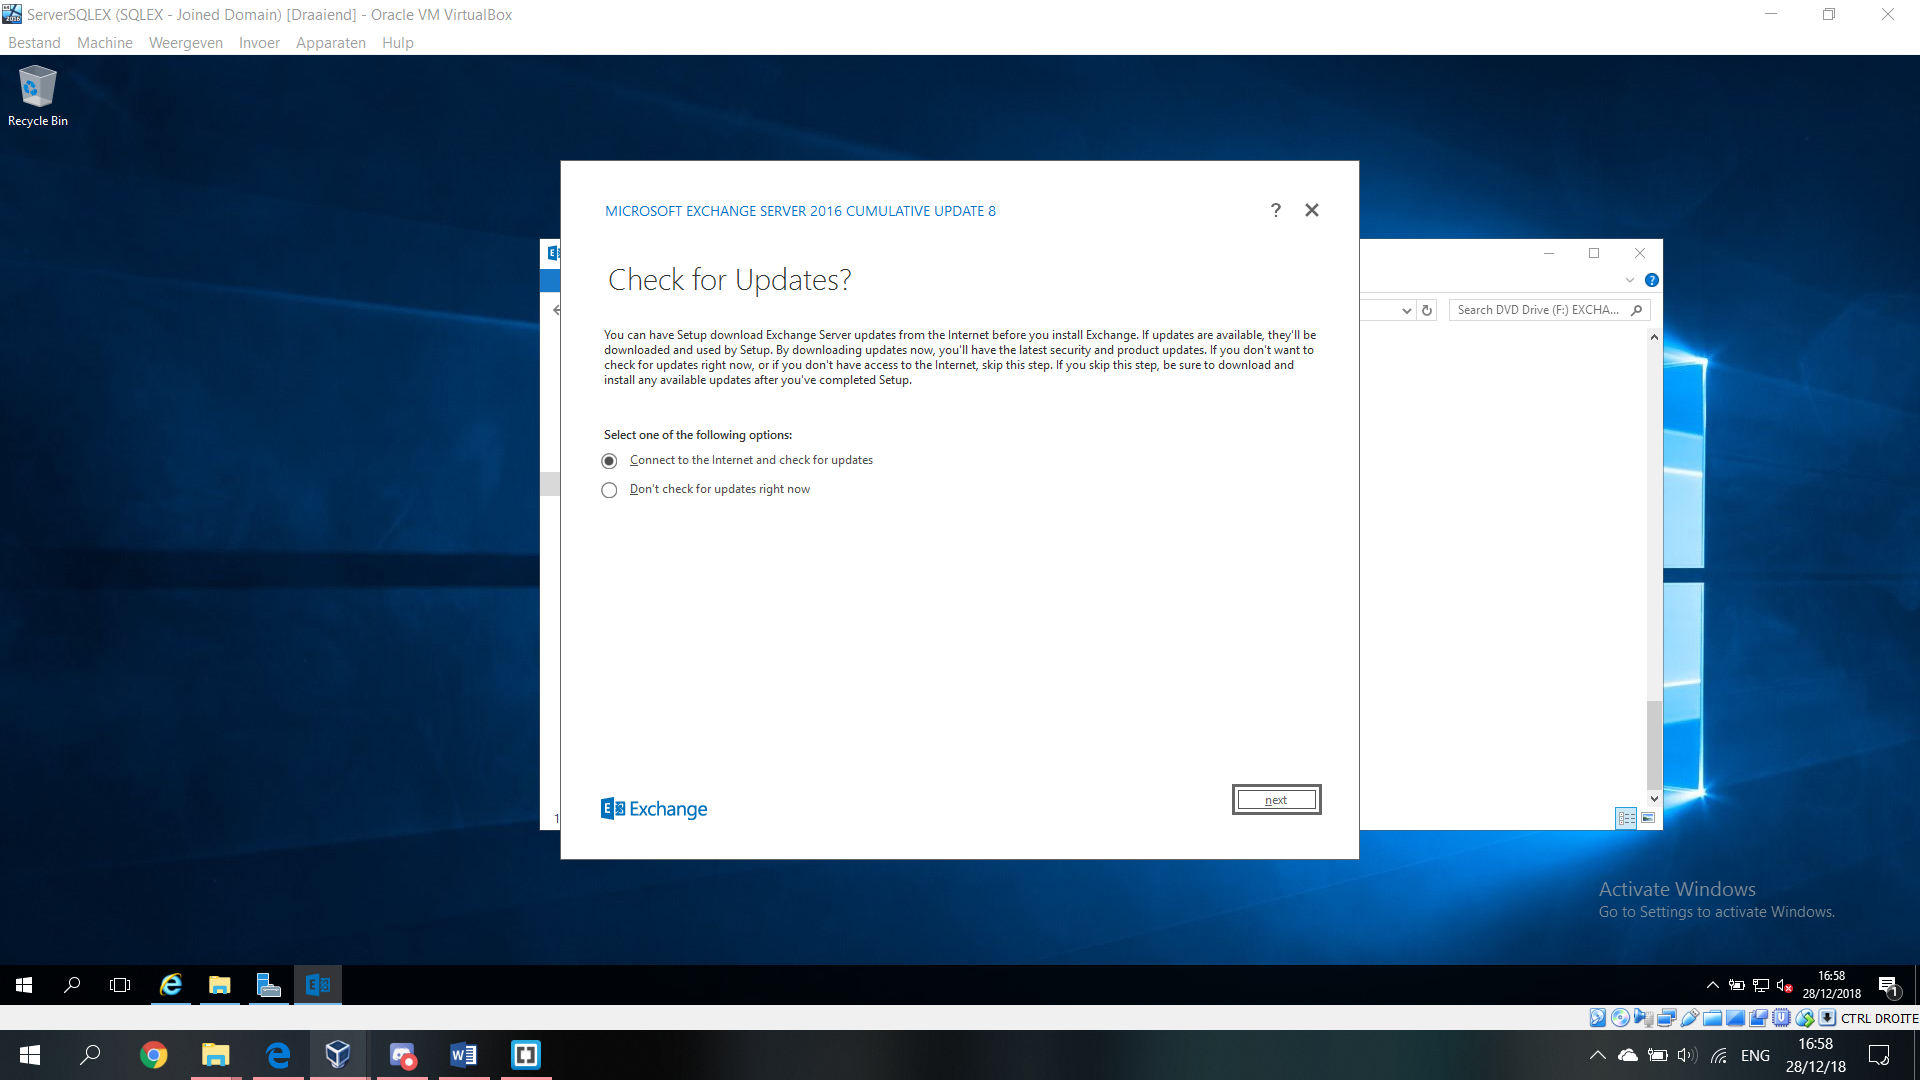 ServerSQLEX (SQLEX - Joined Domain) [Draaiend] - Oracle VM VirtualBox
Bestand Machine Weergeven Invoer Apparaten Hulp
Recycle Bin
MICROSOFT EXCHANGE SERVER 2016 CUMULATIVE UPDATE 8
? 
Check for Updates?
Search DVD Drive (F:) EXCHA...
You can have Setup download Exchange Server updates from the Internet before you install Exchange. If updates are available, they'll be
downloaded and used by Setup. By downloading updates now, you'll have the latest security and product updates. If you don't want to
check for updates right now, or if you don't have access to the Internet, skip this step. If you skip this step, be sure to download and
install any available updates after you've completed Setup.
Select one of the following options:
Connect to the Internet and check for updates
Don't check for updates right now
Exchange
next
1
Activate Windows
Go to Settings to activate Windows.
16:58
28/12/2018
1
CTRL DROITE
ENG
16:58
28/12/18